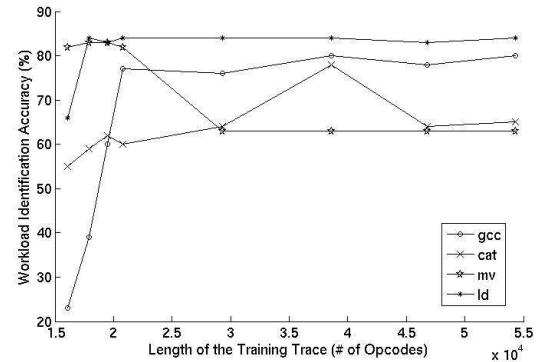 90
80
70
60
50
40
30
20
Workload Identification Accuracy (%)
1.5
2
2.5
3
3.5
4
4.5
5
5.5
x 10^4
Length of the Training Trace (# of Opcodes)
gcc
cat
mv
ld